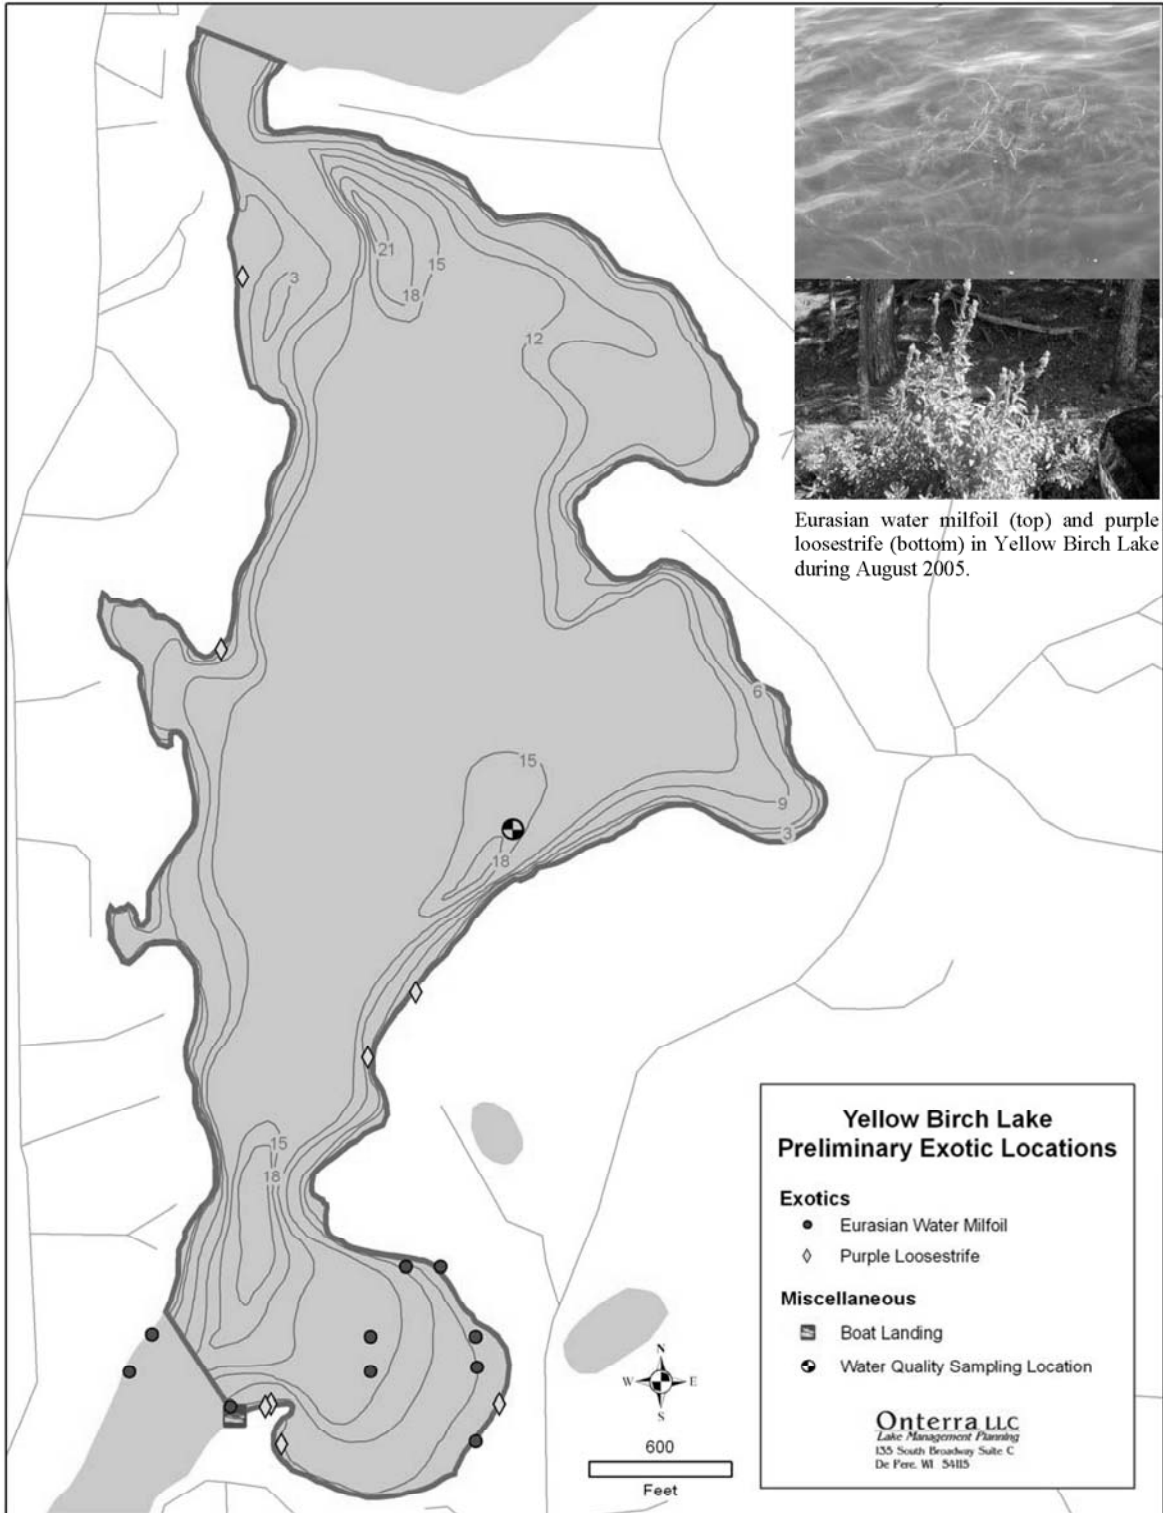 21
15
3
18
12
Eurasian water milfoil (top) and purple
loosestrife (bottom) in Yellow Birch Lake
during August 2005.
6
15
9
3
18
15
18
Yellow Birch Lake
Preliminary Exotic Locations
Exotics
Eurasian Water Milfoil
Purple Loosestrife
Miscellaneous
Boat Landing
Water Quality Sampling Location
N
W E
S
600
Feet
Onterra LLC
Lake Management Planning
135 South Broadway Suite C
De Pere, WI 54115